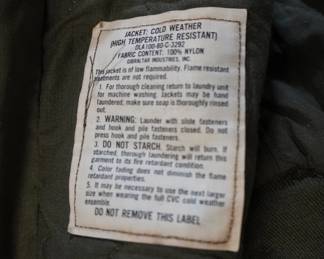 JACKET: COLD WEATHER
(HIGH TEMPERATURE RESISTANT)
DLA100-80-C-3292
FABRIC CONTENT: 100% NYLON
GIBRALTAR INDUSTRIES, INC.
This jacket is of low flammability. Flame resistant
treatments are not required.
1. For thorough cleaning return to laundry unit
for machine washing. Jackets may be hand
laundered; make sure soap is thoroughly rinsed
out.
2. WARNING: Launder with slide fasteners
and hook and pile fasteners closed. Do not
press hook and pile fasteners.
3. DO NOT STARCH. Starch will burn. If
starched, thorough laundering will return this
garment to its fire retardant condition.
4. Color fading does not diminish the flame
retardant properties.
5. It may be necessary to use the next larger
size when wearing the full CVC cold weather
ensemble.
DO NOT REMOVE THIS LABEL